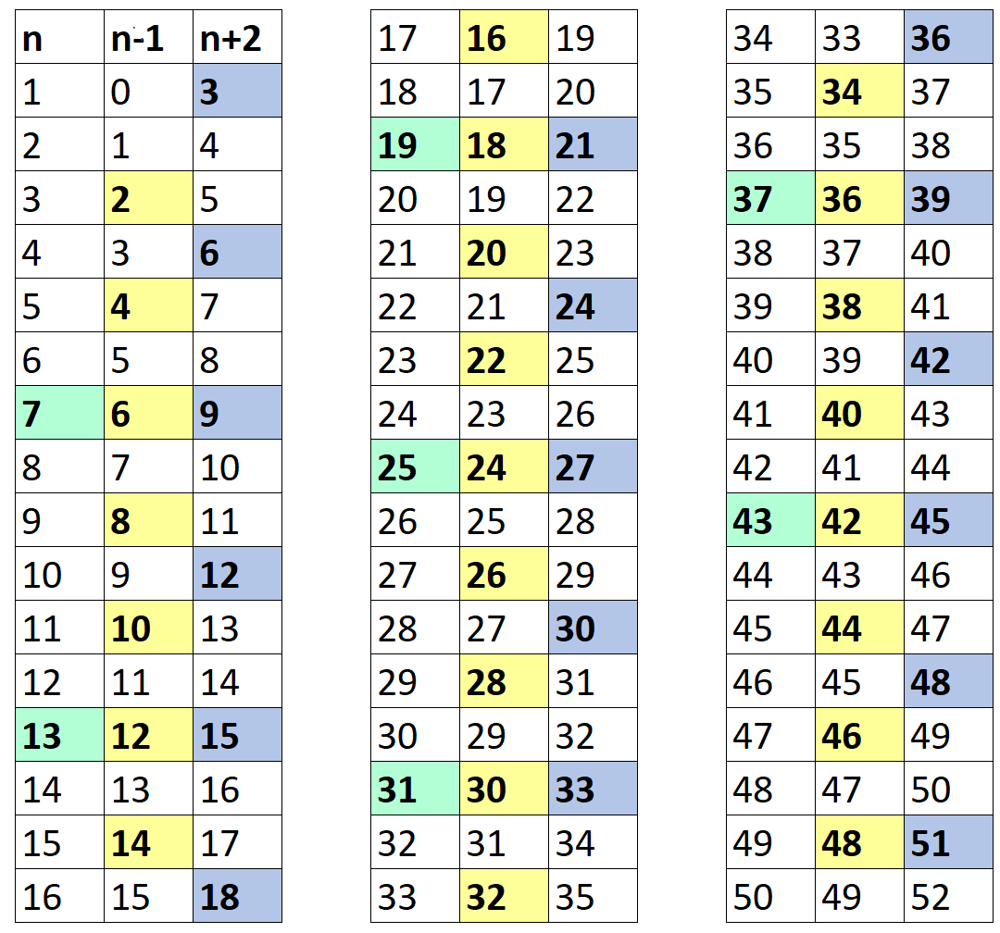 n n-1 n+2
1 0 3
2 1 4
3 2 5
4 3 6
5 4 7
6 5 8
7 6 9
8 7 10
9 8 11
10 9 12
11 10 13
12 11 14
13 12 15
14 13 16
15 14 17
16 15 18
17 16 19
18 17 20
19 18 21
20 19 22
21 20 23
22 21 24
23 22 25
24 23 26
25 24 27
26 25 28
27 26 29
28 27 30
29 28 31
30 29 32
31 30 33
32 31 34
33 32 35
34 33 36
35 34 37
36 35 38
37 36 39
38 37 40
39 38 41
40 39 42
41 40 43
42 41 44
43 42 45
44 43 46
45 44 47
46 45 48
47 46 49
48 47 50
49 48 51
50 49 52